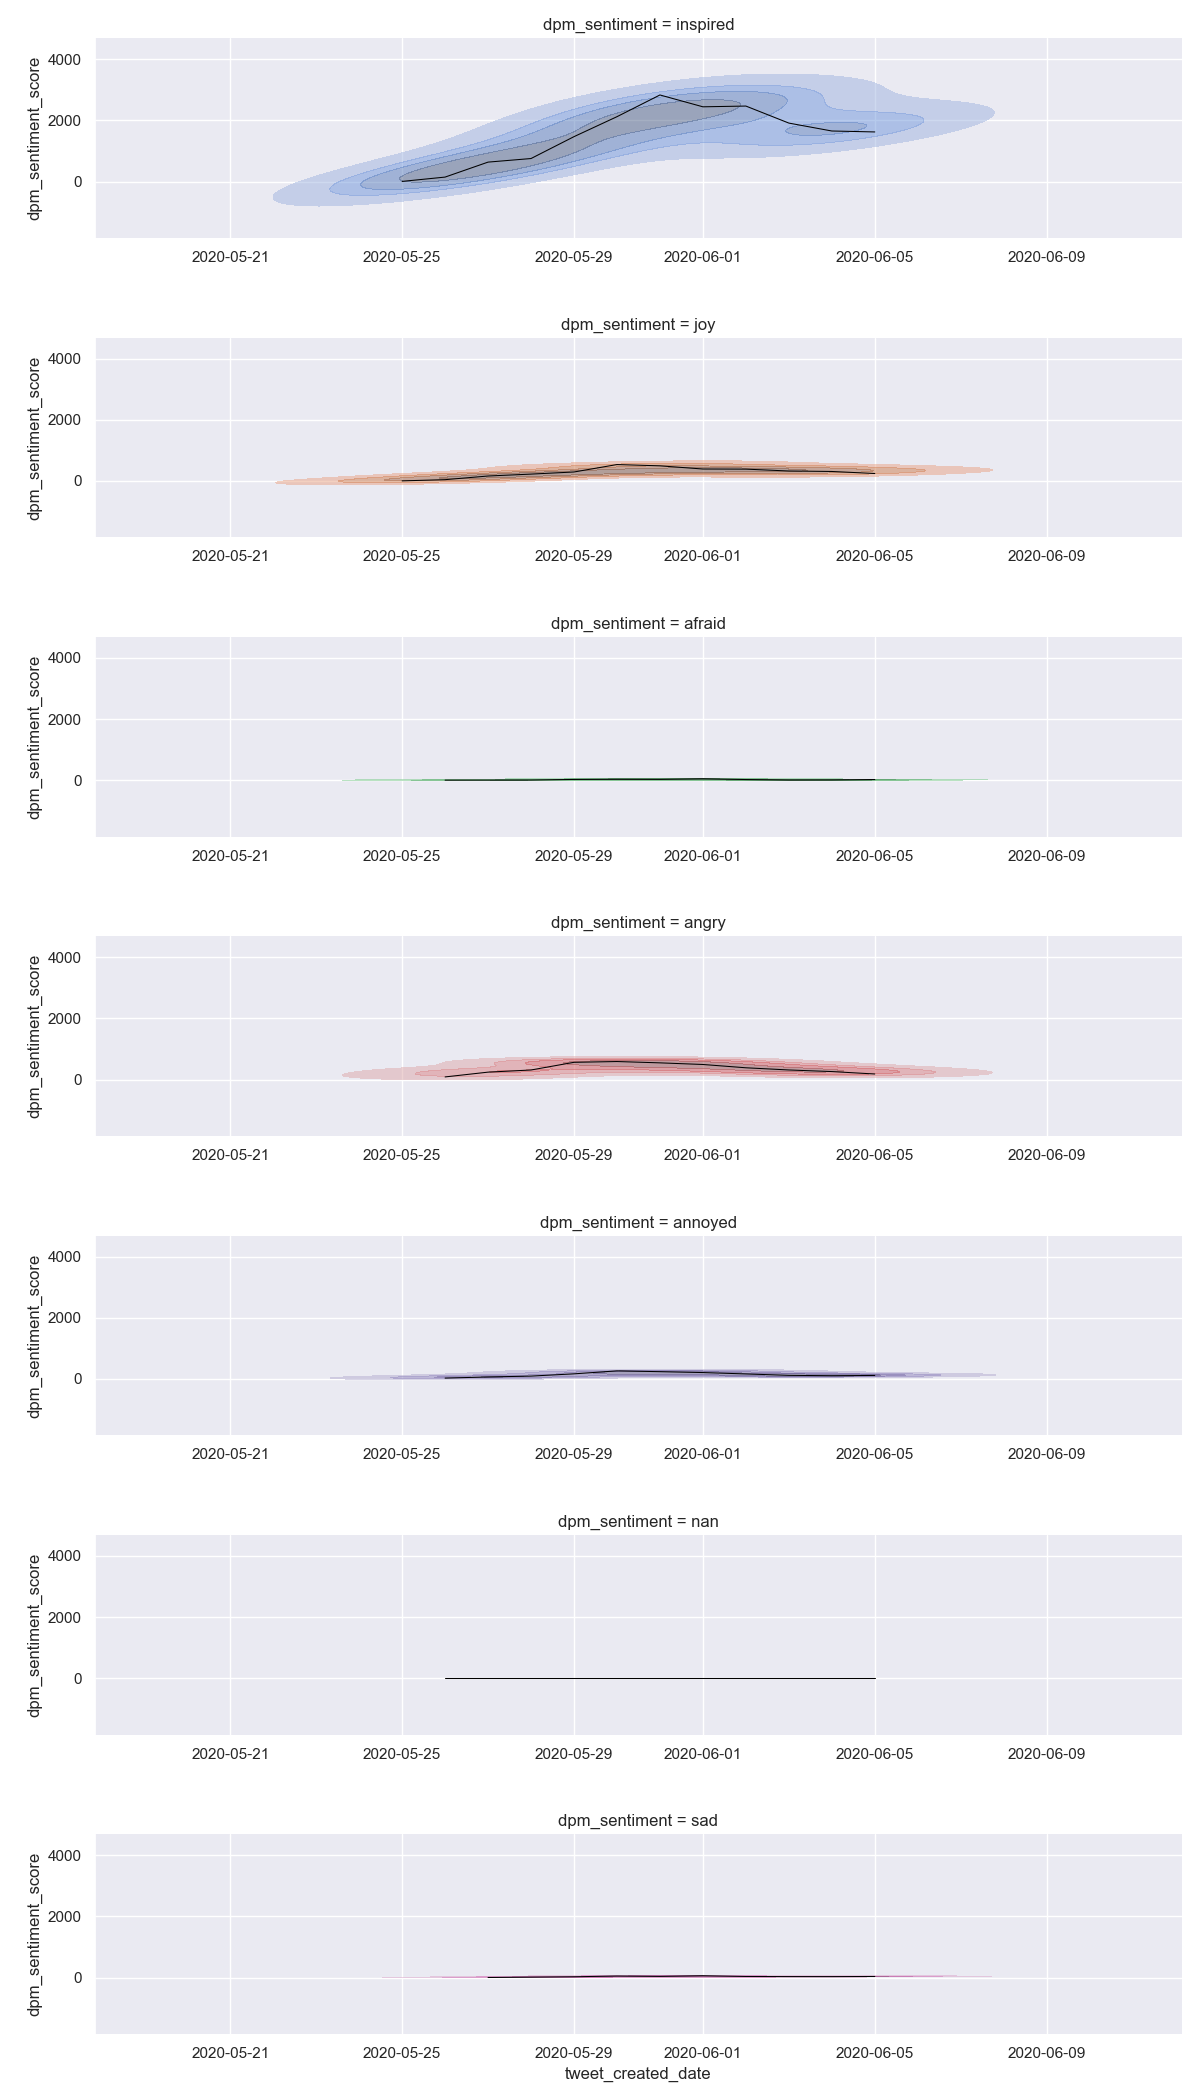 dpm_sentiment = inspired
dpm_sentiment_score
4000
2000
0
2020-05-21 2020-05-25 2020-05-29 2020-06-01 2020-06-05 2020-06-09
dpm_sentiment = joy
dpm_sentiment_score
4000
2000
0
2020-05-21 2020-05-25 2020-05-29 2020-06-01 2020-06-05 2020-06-09
dpm_sentiment = afraid
dpm_sentiment_score
4000
2000
0
2020-05-21 2020-05-25 2020-05-29 2020-06-01 2020-06-05 2020-06-09
dpm_sentiment = angry
dpm_sentiment_score
4000
2000
0
2020-05-21 2020-05-25 2020-05-29 2020-06-01 2020-06-05 2020-06-09
dpm_sentiment = annoyed
dpm_sentiment_score
4000
2000
0
2020-05-21 2020-05-25 2020-05-29 2020-06-01 2020-06-05 2020-06-09
dpm_sentiment = nan
dpm_sentiment_score
4000
2000
0
2020-05-21 2020-05-25 2020-05-29 2020-06-01 2020-06-05 2020-06-09
dpm_sentiment = sad
dpm_sentiment_score
4000
2000
0
2020-05-21 2020-05-25 2020-05-29 2020-06-01 2020-06-05 2020-06-09
tweet_created_date